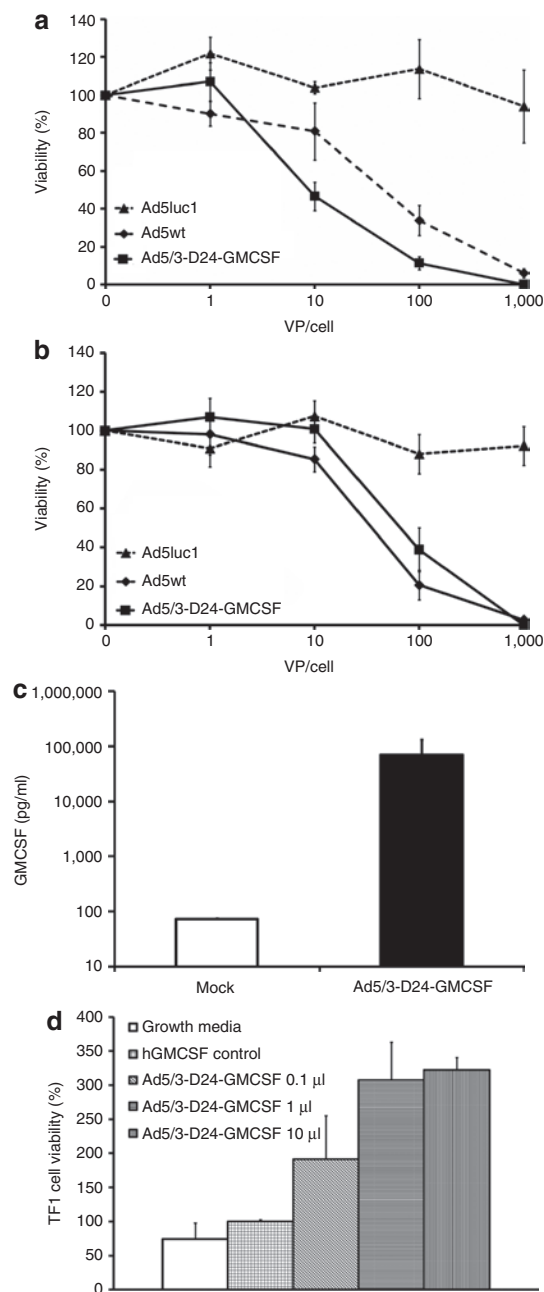 a
140
120
100
80
60
40
20
0
Viability (%)
Ad5luc1
Ad5wt
Ad5/3-D24-GMCSF
0 1 10 100 1,000
VP/cell
b
140
120
100
80
60
40
20
0
Viability (%)
Ad5luc1
Ad5wt
Ad5/3-D24-GMCSF
0 1 10 100 1,000
VP/cell
c
1,000,000
100,000
10,000
1,000
100
10
GMCSF (pg/ml)
Mock Ad5/3-D24-GMCSF
d
400
350
300
250
200
150
100
50
0
TF1 cell viability (%)
Growth media
hGMCSF control
Ad5/3-D24-GMCSF 0.1 µl
Ad5/3-D24-GMCSF 1 µl
Ad5/3-D24-GMCSF 10 µl